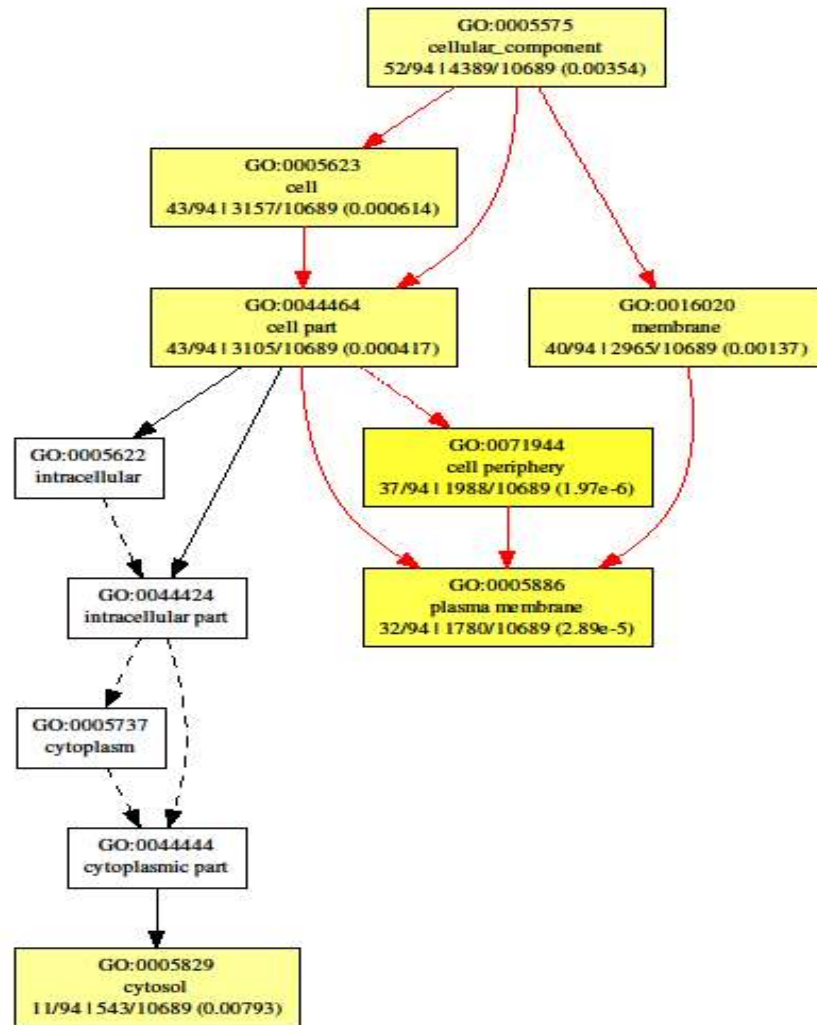 GO:0005575
cellular_component
52/94 | 4389/10689 (0.00354)
GO:0005623
cell
43/94 | 3157/10689 (0.000614)
GO:0044464
cell part
43/94 | 3105/10689 (0.000417)
GO:0016020
membrane
40/94 | 2965/10689 (0.00137)
GO:0005622
intracellular
GO:0071944
cell periphery
37/94 | 1988/10689 (1.97e-6)
GO:0044424
intracellular part
GO:0005886
plasma membrane
32/94 | 1780/10689 (2.89e-5)
GO:0005737
cytoplasm
GO:0044444
cytoplasmic part
GO:0005829
cytosol
11/94 | 543/10689 (0.00793)